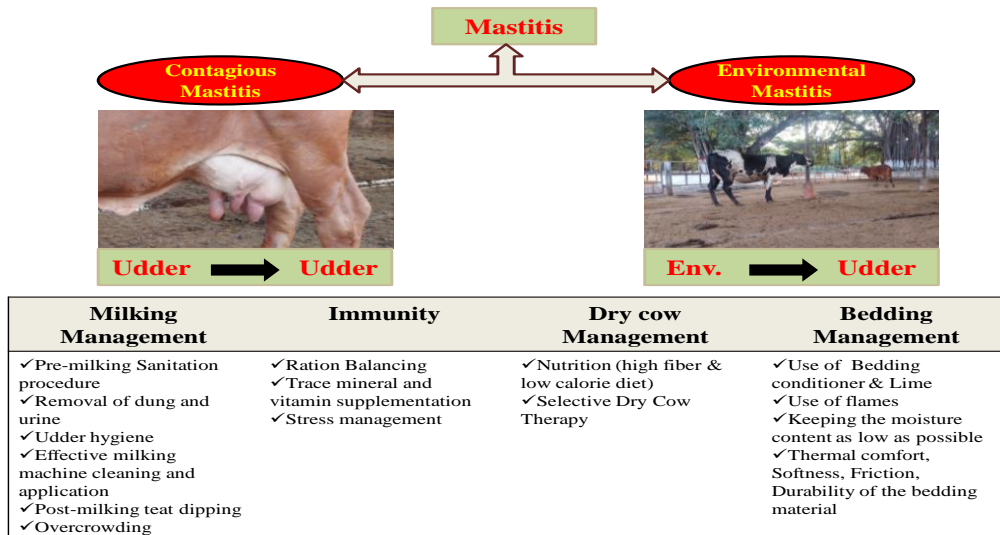 Mastitis
Contagious
Mastitis
Environmental
Mastitis
Udder Udder
Env. Udder
Milking
Management
✓Pre-milking Sanitation
procedure
✓Removal of dung and
urine
✓Udder hygiene
✓Effective milking
machine cleaning and
application
✓Post-milking teat dipping
✓Overcrowding
Immunity
✓Ration Balancing
✓Trace mineral and
vitamin supplementation
✓Stress management
Dry cow
Management
✓Nutrition (high fiber &
low calorie diet)
✓Selective Dry Cow
Therapy
Bedding
Management
✓Use of Bedding
conditioner & Lime
✓Use of flames
✓Keeping the moisture
content as low as possible
✓Thermal comfort,
Softness, Friction,
Durability of the bedding
material